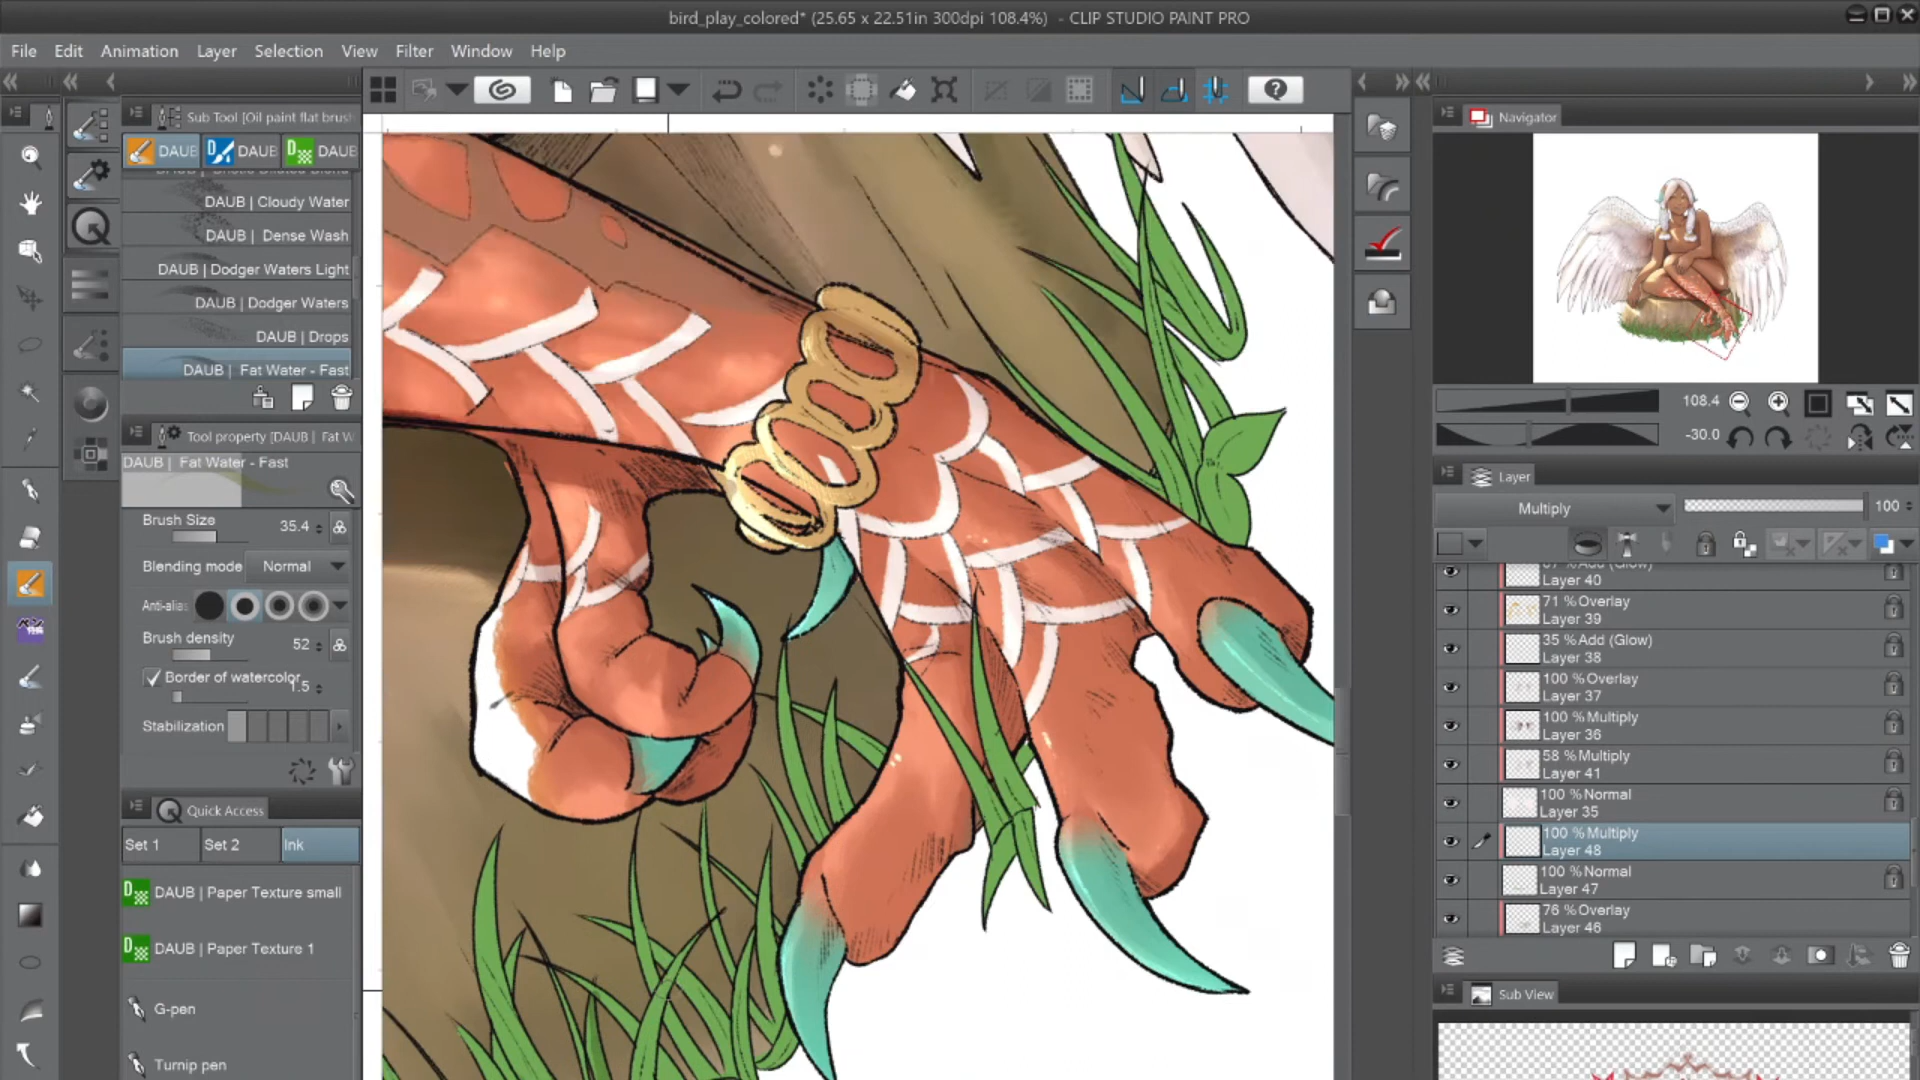 bird_play_colored* (25.65 x 22.51in 300dpi 108.4%) - CLIP STUDIO PAINT PRO
File Edit Animation Layer Selection View Filter Window Help
Sub Tool [Oil paint flat brus
DAUB DAUB DAUB
DAUB | Cloudy Water
DAUB | Dense Wash
DAUB | Dodger Waters Light
DAUB | Dodger Waters
DAUB | Drops
DAUB | Fat Water - Fast
Tool property [DAUB | Fat W
DAUB | Fat Water - Fast
Brush Size 35.4
Blending mode Normal
Anti-alias
Brush density 52
Border of watercolor 1.5
Stabilization
Quick Access
Set 1 Set 2 Ink
DAUB | Paper Texture small
DAUB | Paper Texture 1
G-pen
Turnip pen
Navigator
108.4
-30.0
Layer
Multiply 100
Add (Glow)
Layer 40
71 % Overlay
Layer 39
35 % Add (Glow)
Layer 38
100 % Overlay
Layer 37
100 % Multiply
Layer 36
58 % Multiply
Layer 41
100 % Normal
Layer 35
100 % Multiply
Layer 48
100 % Normal
Layer 47
76 % Overlay
Layer 46
Sub View